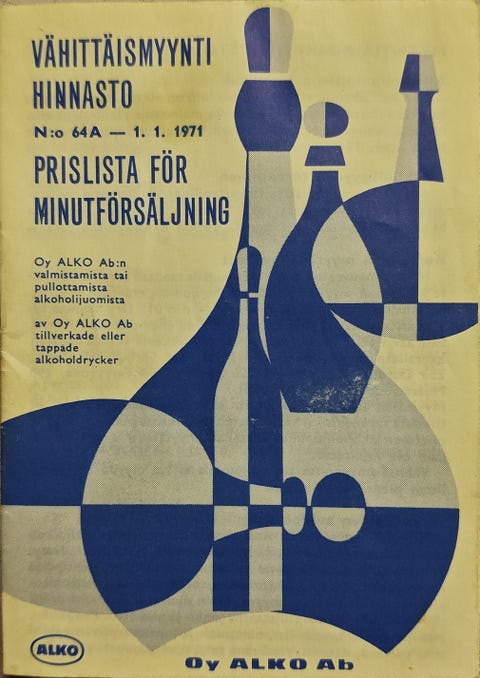 VÄHITTÄISMYYNTI
HINNASTO
N:o 64A — 1. 1. 1971
PRISLISTA FÖR
MINUTFÖRSÄLJNING
Oy ALKO Ab:n
valmistamista tai
pullottamista
alkoholijuomista
av Oy ALKO Ab
tillverkade eller
tappade
alkoholdrycker
ALKO
Oy ALKO Ab